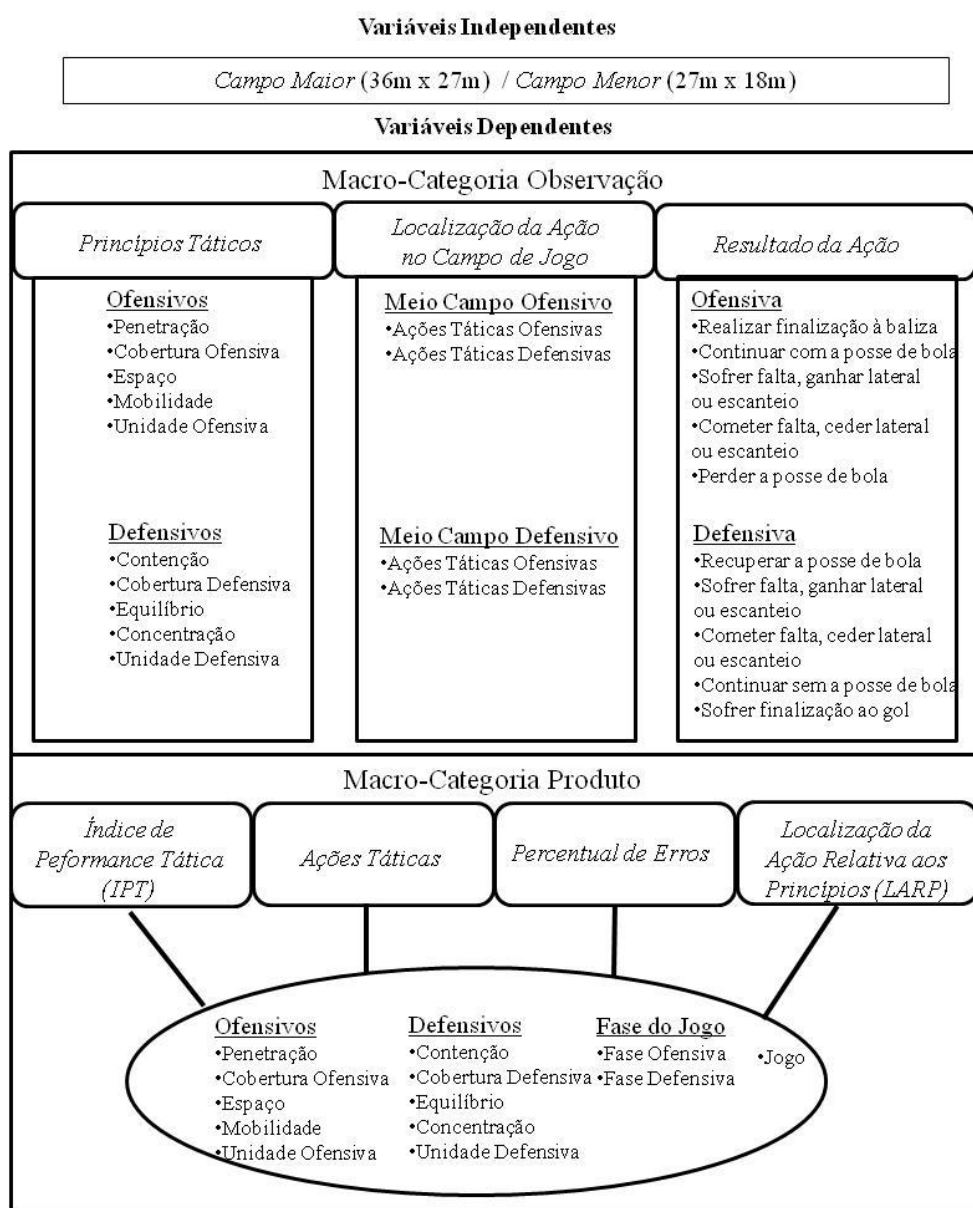 Variáveis Independentes
Campo Maior (36m x 27m) / Campo Menor (27m x 18m)
Variáveis Dependentes
Macro-Categoria Observação
Princípios Táticos
Localização da Ação
no Campo de Jogo
Resultado da Ação
Ofensivos
•Penetração
•Cobertura Ofensiva
•Espaço
•Mobilidade
•Unidade Ofensiva
Defensivos
•Contenção
•Cobertura Defensiva
•Equilíbrio
•Concentração
•Unidade Defensiva
Meio Campo Ofensivo
•Ações Táticas Ofensivas
•Ações Táticas Defensivas
Meio Campo Defensivo
•Ações Táticas Ofensivas
•Ações Táticas Defensivas
Ofensiva
•Realizar finalização à baliza
•Continuar com a posse de bola
•Sofrer falta, ganhar lateral
ou escanteio
•Cometer falta, ceder lateral
ou escanteio
•Perder a posse de bola
Defensiva
•Recuperar a posse de bola
•Sofrer falta, ganhar lateral
ou escanteio
•Cometer falta, ceder lateral
ou escanteio
•Continuar sem a posse de bola
•Sofrer finalização ao gol
Macro-Categoria Produto
Índice de
Peformance Tática
(IPT)
Ações Táticas
Percentual de Erros
Localização da
Ação Relativa aos
Princípios (LARP)
Ofensivos
•Penetração
•Cobertura Ofensiva
•Espaço
•Mobilidade
•Unidade Ofensiva
Defensivos
•Contenção
•Cobertura Defensiva
•Equilíbrio
•Concentração
•Unidade Defensiva
Fase do Jogo
•Fase Ofensiva
•Fase Defensiva
•Jogo